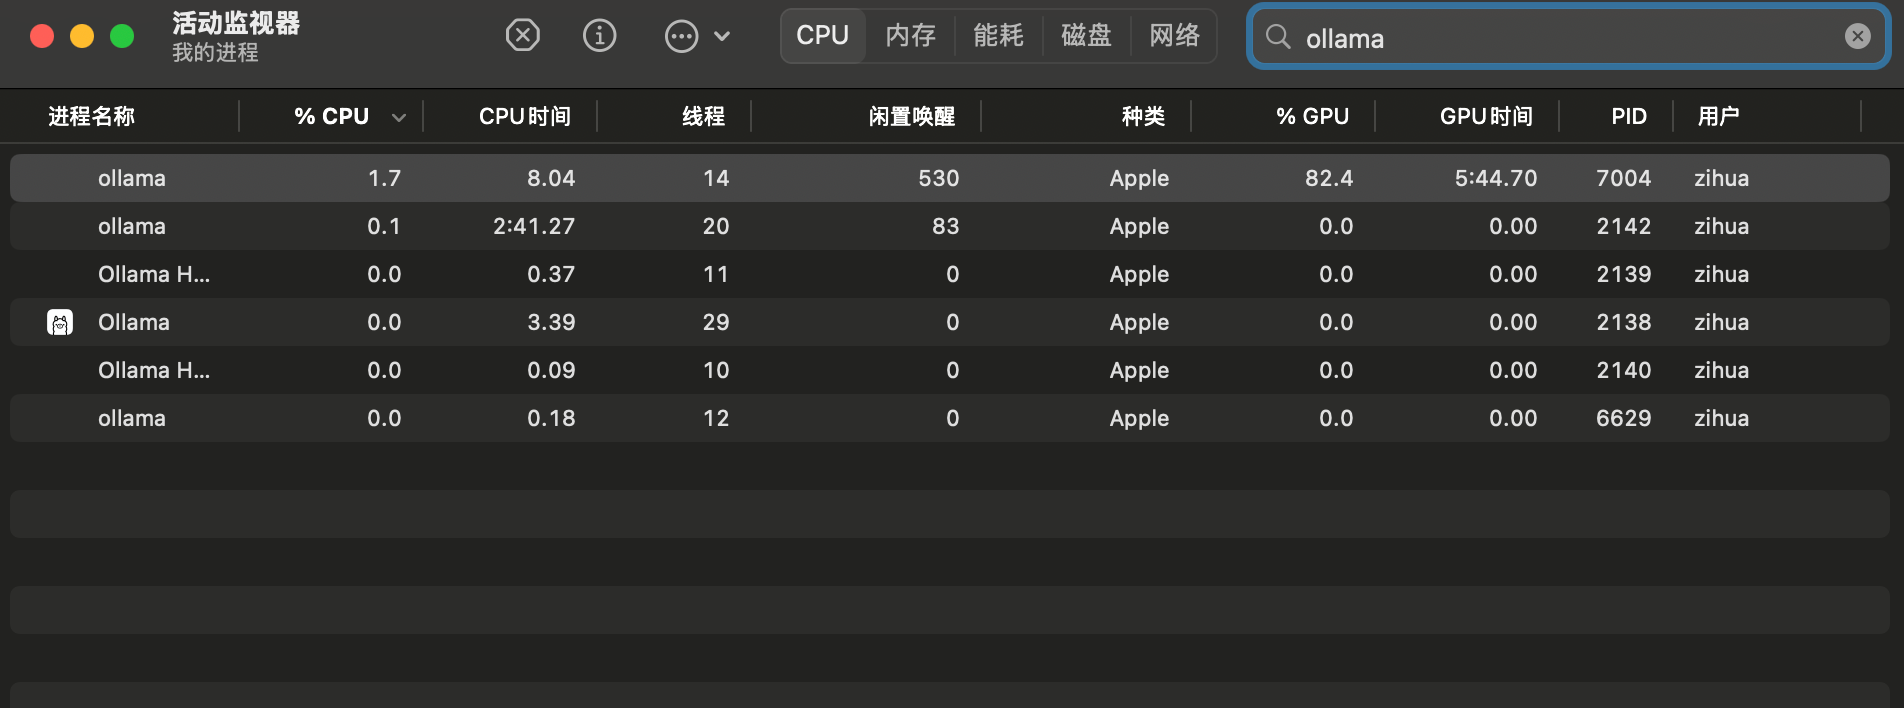 活动监视器
我的进程
CPU 内存 能耗 磁盘 网络
ollama
进程名称 % CPU CPU时间 线程 闲置唤醒 种类 % GPU GPU时间 PID 用户
ollama 1.7 8.04 14 530 Apple 82.4 5:44.70 7004 zihua
ollama 0.1 2:41.27 20 83 Apple 0.0 0.00 2142 zihua
Ollama H... 0.0 0.37 11 0 Apple 0.0 0.00 2139 zihua
Ollama 0.0 3.39 29 0 Apple 0.0 0.00 2138 zihua
Ollama H... 0.0 0.09 10 0 Apple 0.0 0.00 2140 zihua
ollama 0.0 0.18 12 0 Apple 0.0 0.00 6629 zihua